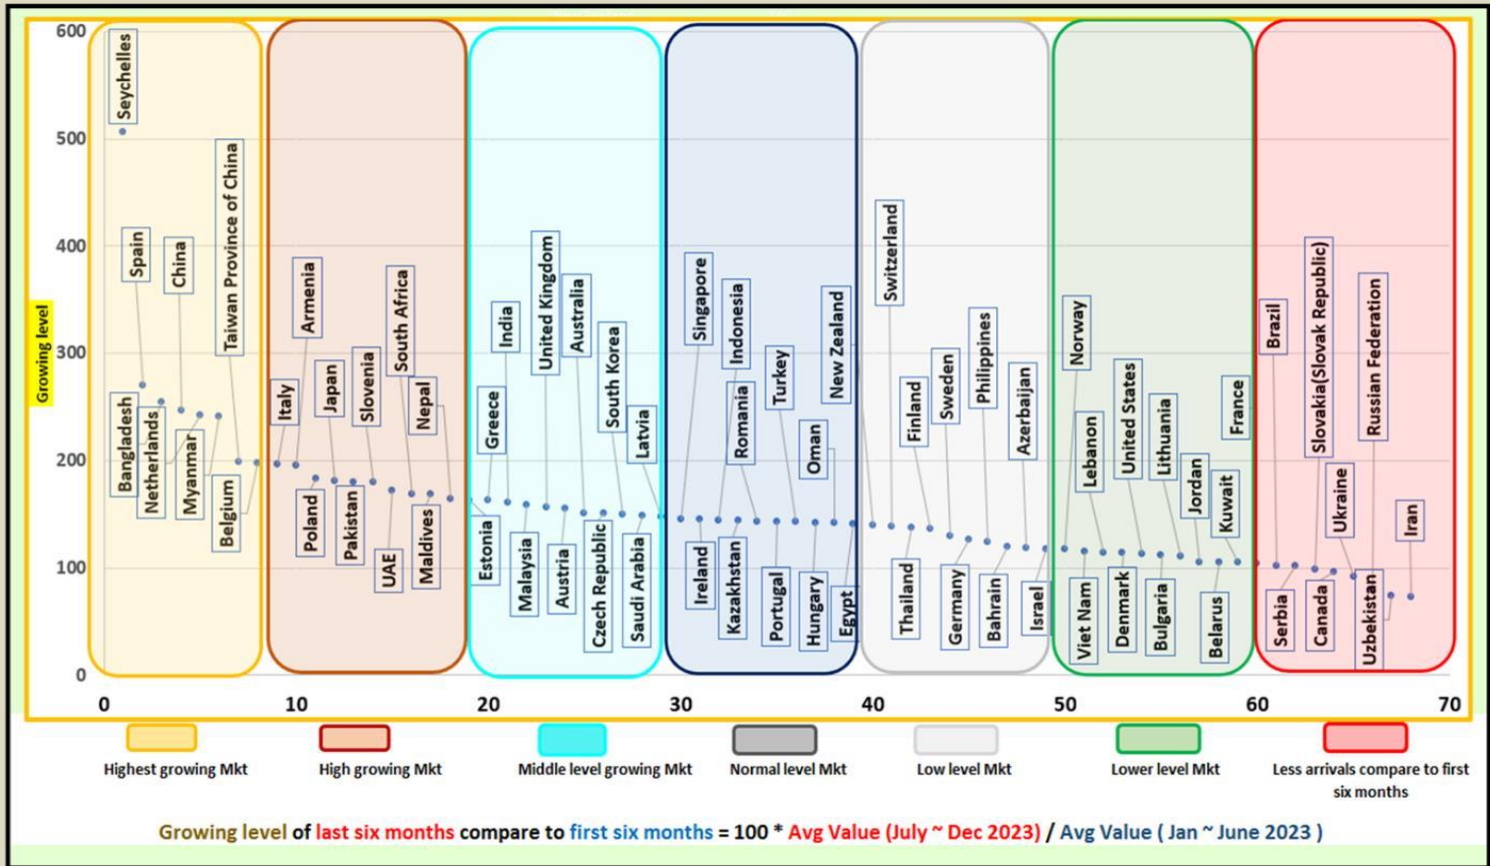 600
500
400
300
200
100
0
Growing level
0 10 20 30 40 50 60 70
Seychelles
Spain
Bangladesh
Netherlands
China
Myanmar
Taiwan Province of China
Belgium
Italy
Armenia
Poland
Japan
Pakistan
Slovenia
UAE
South Africa
Maldives
Nepal
Estonia
Greece
India
Malaysia
United Kingdom
Austria
Australia
Czech Republic
South Korea
Saudi Arabia
Latvia
Singapore
Ireland
Indonesia
Kazakhstan
Romania
Portugal
Turkey
Hungary
Oman
New Zealand
Egypt
Switzerland
Thailand
Finland
Sweden
Germany
Philippines
Bahrain
Azerbaijan
Israel
Norway
Viet Nam
Lebanon
Denmark
United States
Bulgaria
Lithuania
Jordan
Belarus
Kuwait
France
Brazil
Serbia
Slovakia(Slovak Republic)
Canada
Ukraine
Russian Federation
Uzbekistan
Iran
Highest growing Mkt
High growing Mkt
Middle level growing Mkt
Normal level Mkt
Low level Mkt
Lower level Mkt
Less arrivals compare to first
six months
Growing level of last six months compare to first six months = 100 * Avg Value (July ~ Dec 2023) / Avg Value ( Jan ~ June 2023 )